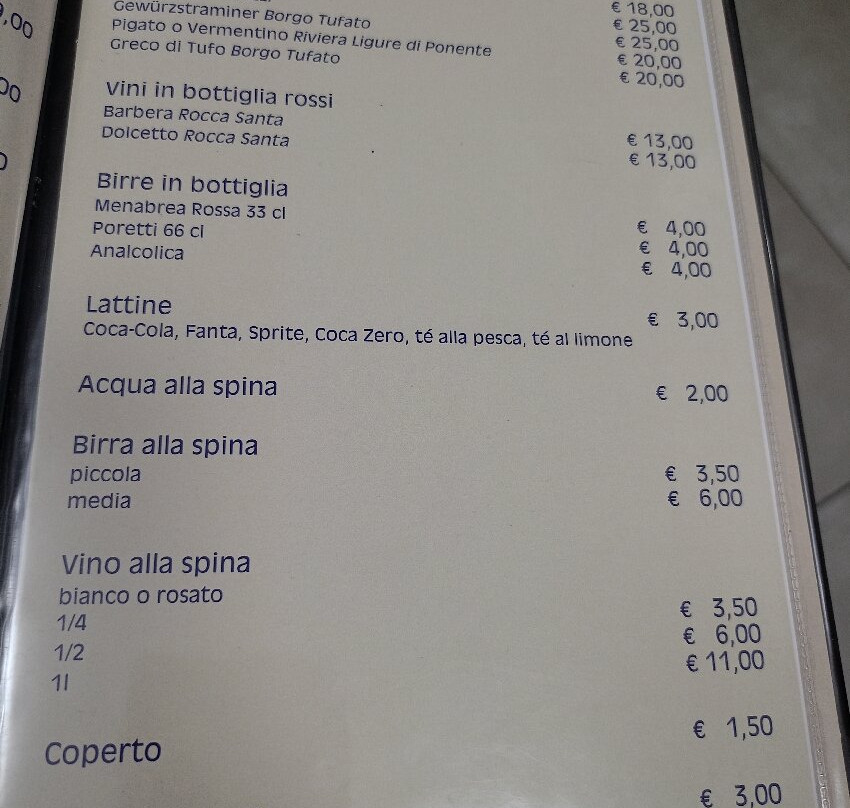 € 18,00
€ 25,00
Gewürzstraminer Borgo Tufato € 25,00
Pigato o Vermentino Riviera Ligure di Ponente € 20,00
Greco di Tufo Borgo Tufato € 20,00
Vini in bottiglia rossi
Barbera Rocca Santa € 13,00
Dolcetto Rocca Santa € 13,00
Birre in bottiglia
Menabrea Rossa 33 cl € 4,00
Poretti 66 cl € 4,00
Analcolica € 4,00
Lattine € 3,00
Coca-Cola, Fanta, Sprite, Coca Zero, té alla pesca, té al limone
Acqua alla spina € 2,00
Birra alla spina
piccola € 3,50
media € 6,00
Vino alla spina
bianco o rosato
1/4 € 3,50
1/2 € 6,00
1l € 11,00
Coperto € 1,50
€ 3,00